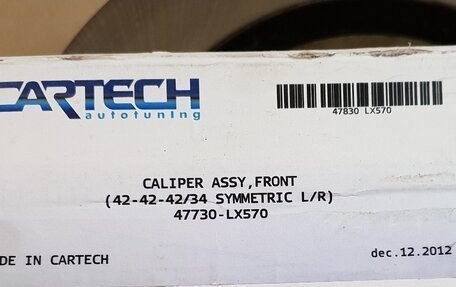 CARTECH
autotuning
47830 LX570
CALIPER ASSY,FRONT
(42-42-42/34 SYMMETRIC L/R)
47730-LX570
DE IN CARTECH
dec.12.2012